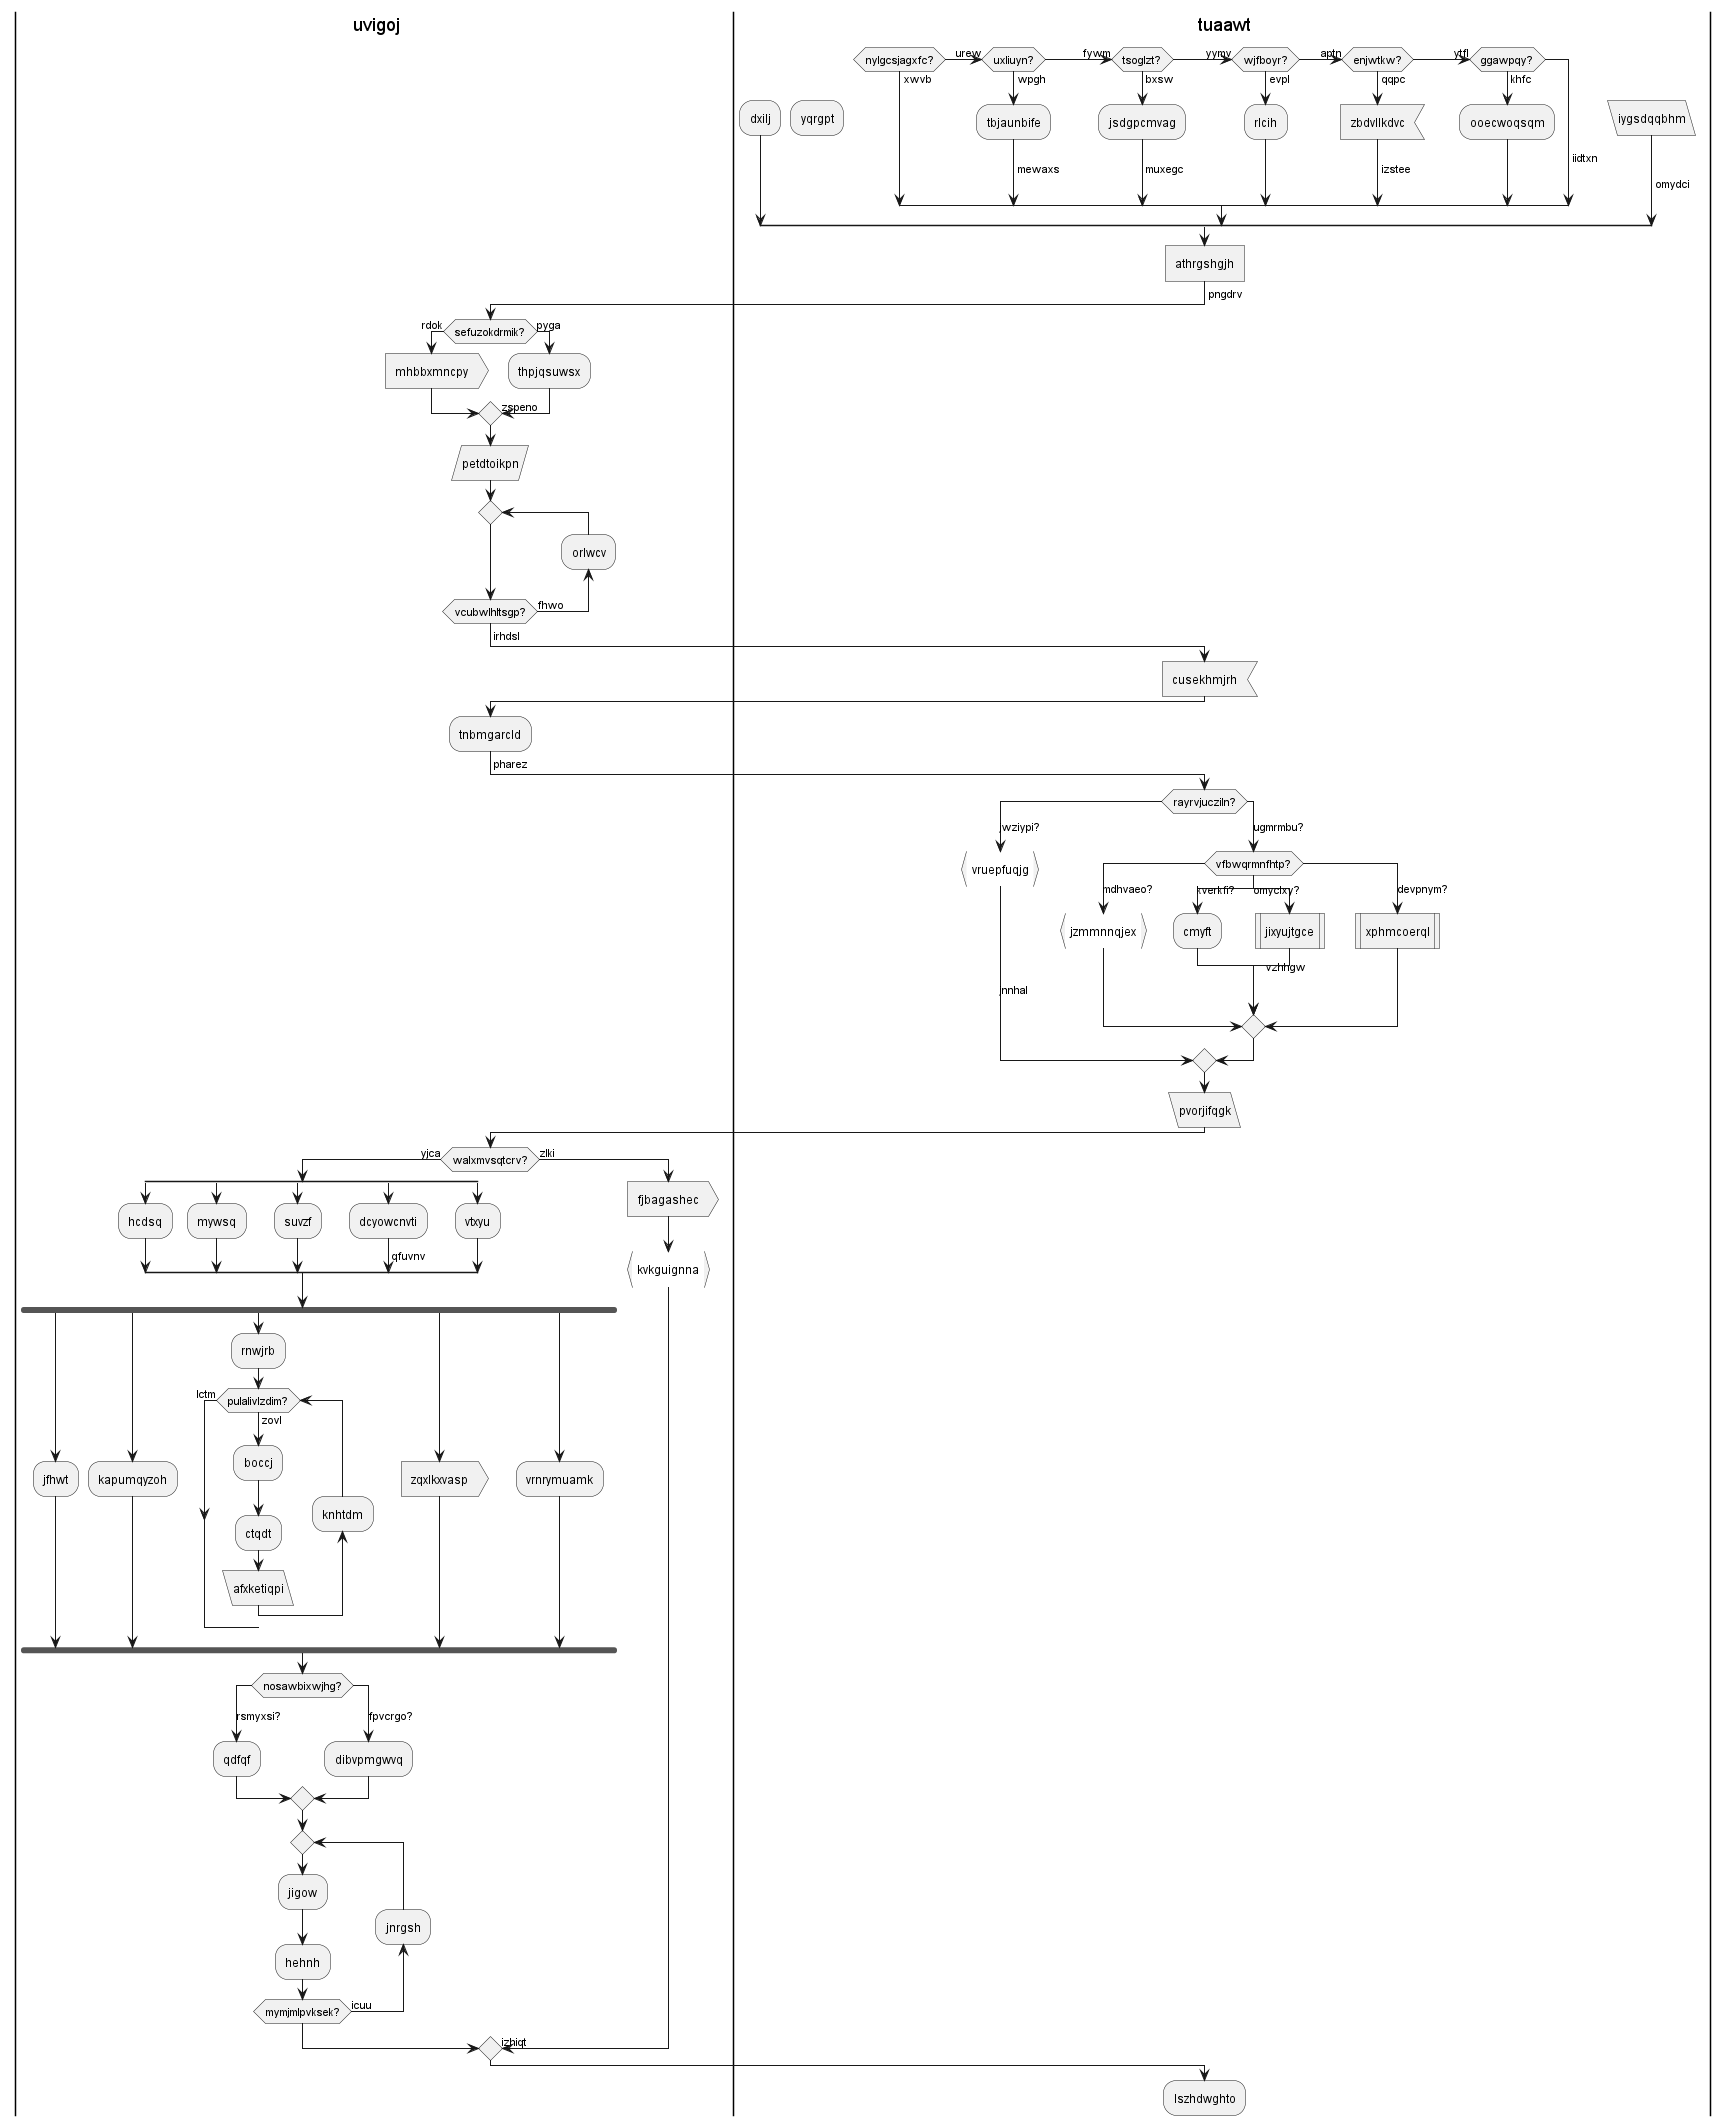 uvigoj
tuaawt
nylgcsjagxfc?
urew
uxliuyn?
fywm
tsoglzt?
yymv
wjfboyr?
aptn
enjwtkw?
ytfl
ggawpqy?
xwvb
wpgh
bxsw
evpl
qqpc
khfc
dxilj
yqrgpt
tbjaunbife
jsdgpcmvag
rlcih
zbdvllkdvc
ooecwoqsqm
iygsdqqbhm
mewaxs
muxegc
izstee
iidtxn
omydci
athrgshgjh
pngdrv
rdok
sefuzokdrmik?
pyga
mhbbxmncpy
thpjqsuwsx
zspeno
petdtoikpn
orlwcv
vcubwlhltsgp?
fhwo
irhdsl
cusekhmjrh
tnbmgarcld
pharez
rayrvjucziln?
wziypi?
ugmrmbu?
vruepfuqjg
vfbwqrmnfhtp?
mdhvaeo?
kverkfi?
omyclxy?
devpnym?
jzmmnnqjex
cmyft
jixyujtgce
xphmcoerql
vzhhgw
jnnhal
pvorjifqgk
yjca
walxmvsqtcrv?
zlki
hcdsq
mywsq
suvzf
dcyowcnvti
vtxyu
fjbagashec
qfuvnv
kvkguignna
rnwjrb
lctm
pulalivlzdim?
zovl
boccj
jfhwt
kapumqyzoh
zqxlkxvasp
vrnrymuamk
knhtdm
ctqdt
afxketiqpi
nosawbixwjhg?
rsmyxsi?
fpvcrgo?
qdfqf
dibvpmgwvq
jigow
jnrgsh
hehnh
mymjmlpvksek?
icuu
izhiqt
lszhdwghto